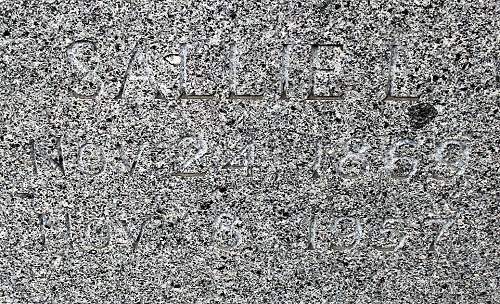 SALLIE L
Nov 24, 1869
Nov 8, 1957